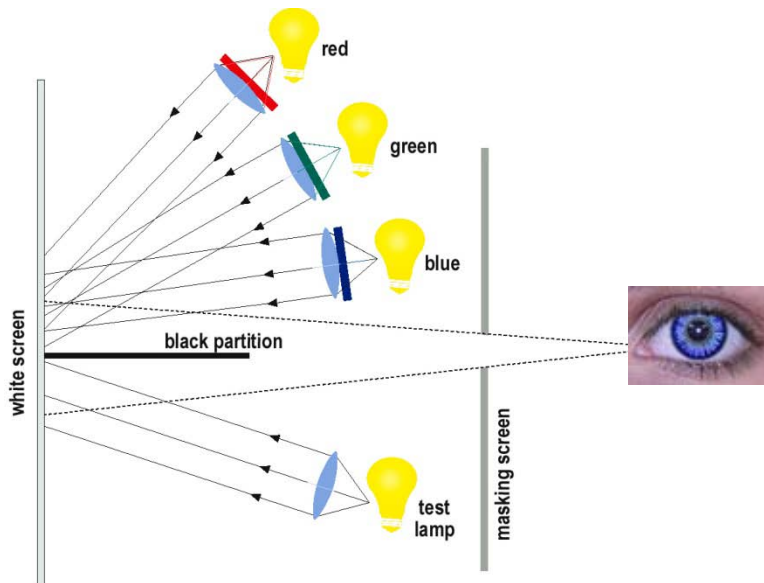 red
green
blue
black partition
white screen
masking screen
test
lamp